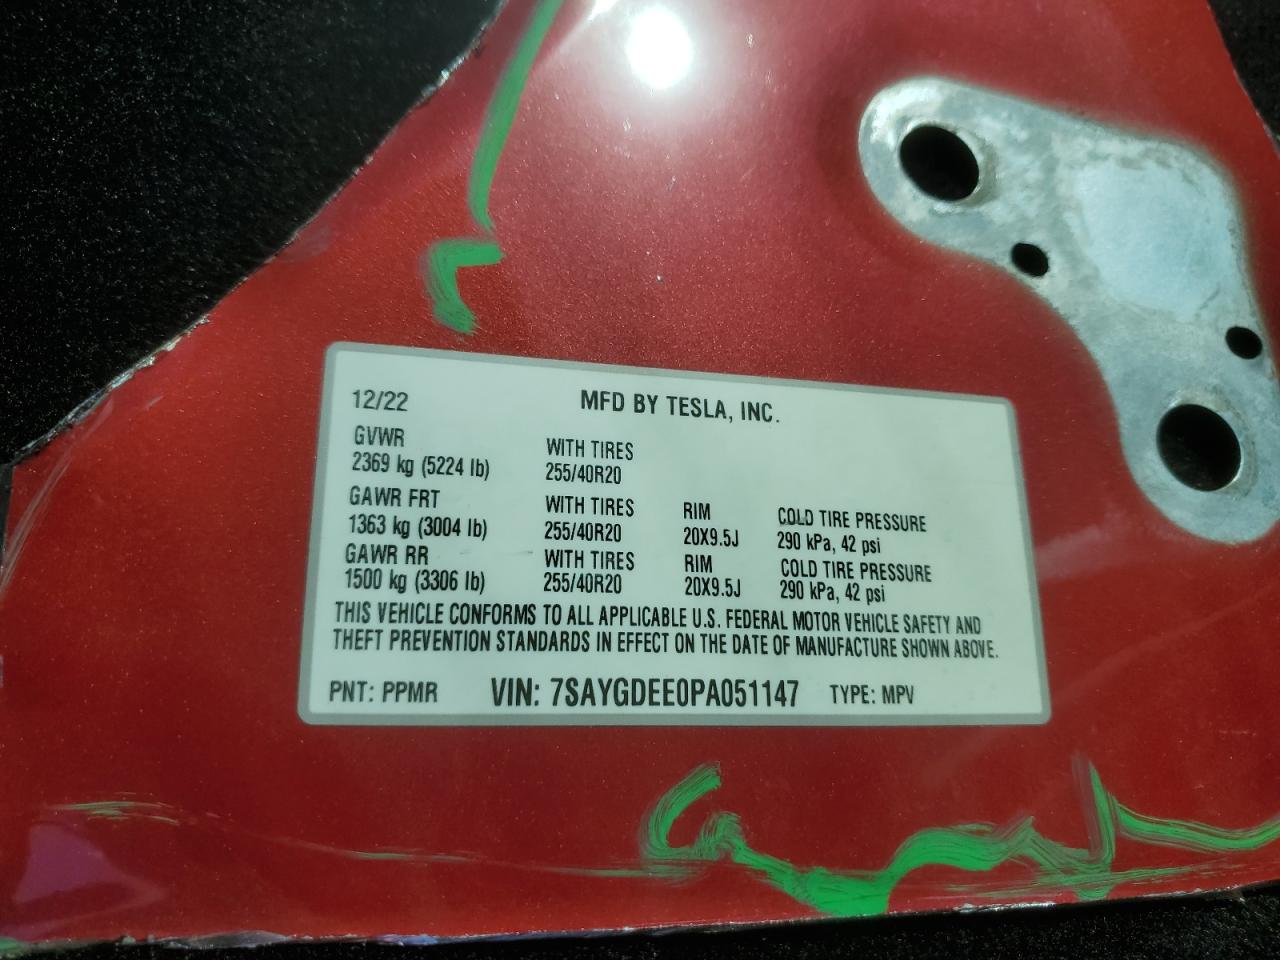 12/22 MFD BY TESLA, INC.
GVWR WITH TIRES
2369 kg (5224 lb) 255/40R20
GAWR FRT WITH TIRES RIM COLD TIRE PRESSURE
1363 kg (3004 lb) 255/40R20 20X9.5J 290 kPa, 42 psi
GAWR RR WITH TIRES RIM COLD TIRE PRESSURE
1500 kg (3306 lb) 255/40R20 20X9.5J 290 kPa, 42 psi
THIS VEHICLE CONFORMS TO ALL APPLICABLE U.S. FEDERAL MOTOR VEHICLE SAFETY AND
THEFT PREVENTION STANDARDS IN EFFECT ON THE DATE OF MANUFACTURE SHOWN ABOVE.
PNT: PPMR VIN: 7SAYGDEE0PA051147 TYPE: MPV